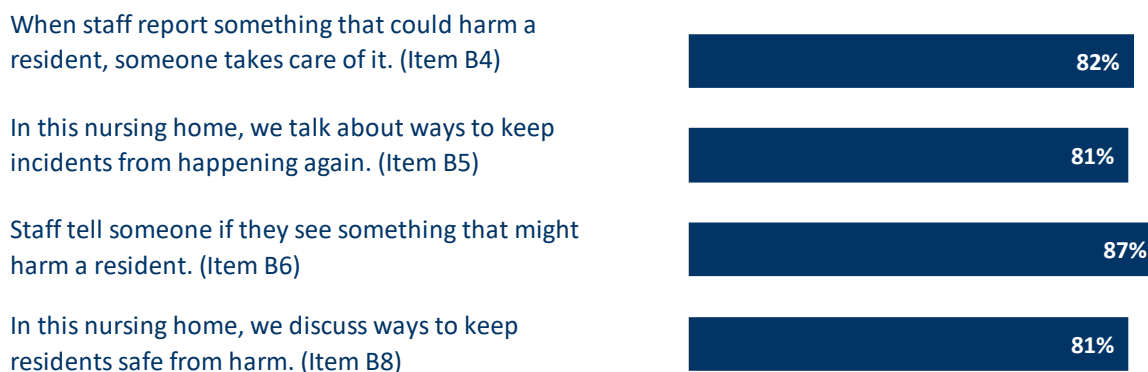 When staff report something that could harm a
resident, someone takes care of it. (Item B4)
82%
In this nursing home, we talk about ways to keep
incidents from happening again. (Item B5)
81%
Staff tell someone if they see something that might
harm a resident. (Item B6)
87%
In this nursing home, we discuss ways to keep
residents safe from harm. (Item B8)
81%